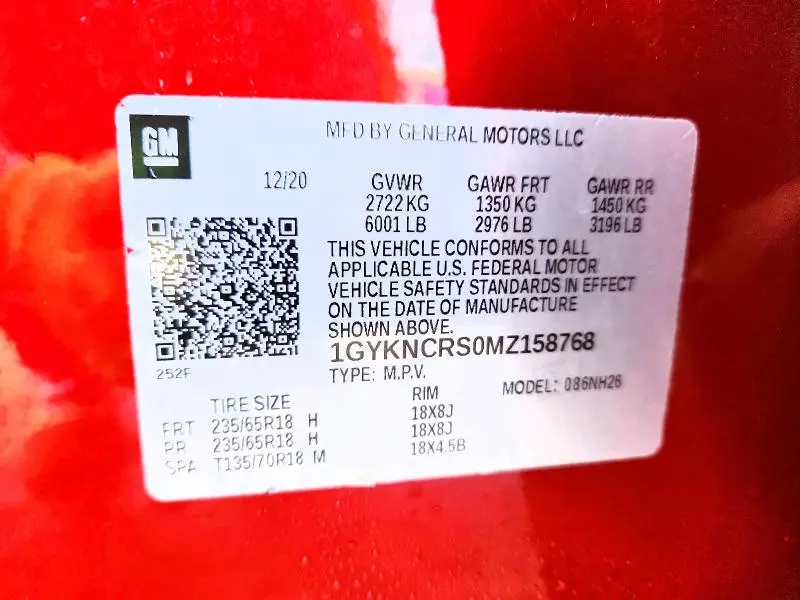 GM
MFD BY GENERAL MOTORS LLC
12/20 GVWR GAWR FRT GAWR RR
2722 KG 1350 KG 1450 KG
6001 LB 2976 LB 3196 LB
THIS VEHICLE CONFORMS TO ALL
APPLICABLE U.S. FEDERAL MOTOR
VEHICLE SAFETY STANDARDS IN EFFECT
ON THE DATE OF MANUFACTURE
SHOWN ABOVE.
1GYKNCRS0MZ158768
252F
TYPE: M.P.V. MODEL: 086NH26
TIRE SIZE RIM
FRT 235/65R18 H 18X8J
RR 235/65R18 H 18X8J
SPA T135/70R18 M 18X4.5B